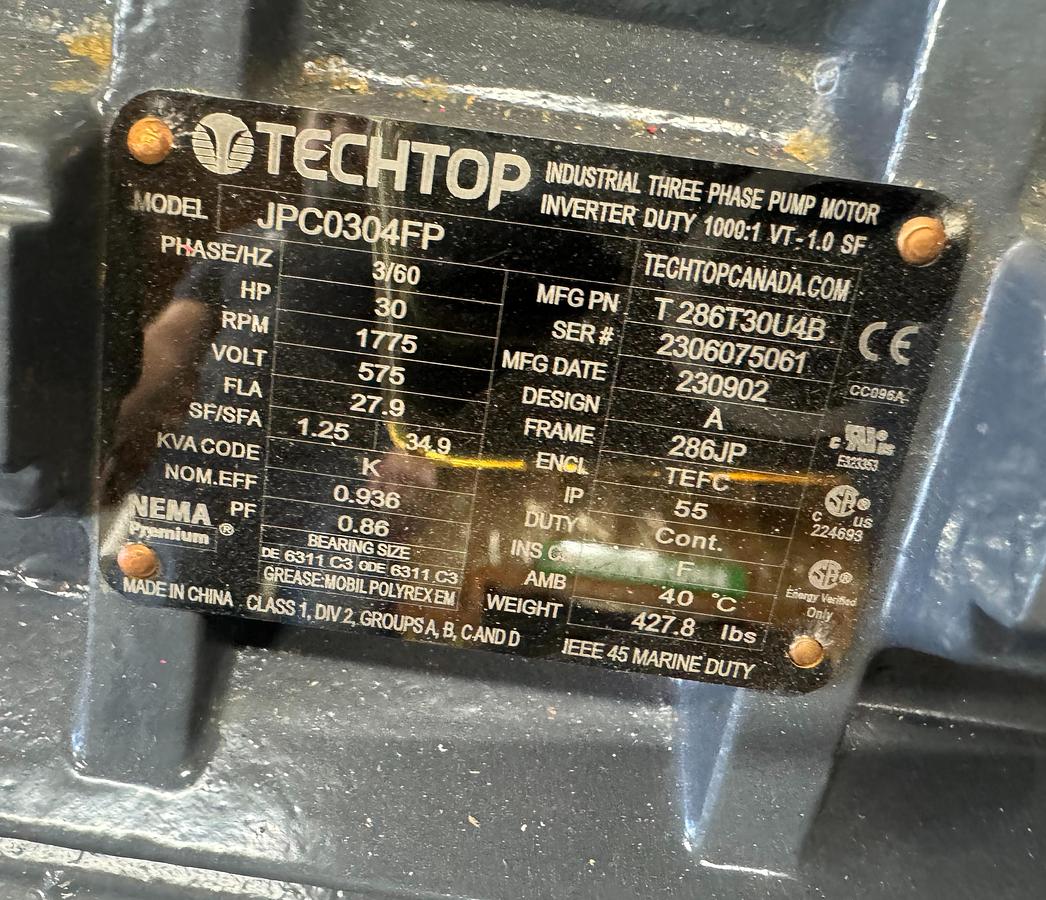 TECHTOP
INDUSTRIAL THREE PHASE PUMP MOTOR
INVERTER DUTY 1000:1 VT - 1.0 SF
MODEL JPC0304FP
TECHTOPCANADA.COM
PHASE/HZ 3/60
HP 30
RPM 1775
VOLT 575
FLA 27.9
SF/SFA 1.25 34.9
KVA CODE K
NOM.EFF 0.936
PF 0.86
NEMA
Premium ®
BEARING SIZE
DE 6311 C3 ODE 6311 C3
GREASE:MOBIL POLYREX EM
MFG PN T 286T30U4B
SER # 2306075061
MFG DATE 230902
DESIGN A
FRAME 286JP
ENCL TEFC
IP 55
DUTY Cont.
INS F
AMB 40 °C
WEIGHT 427.8 lbs
CE
CC096A
c US
E323353
SA ®
C US
224693
SA ®
Energy Verified
Only
MADE IN CHINA CLASS 1, DIV 2, GROUPS A, B, C AND D
IEEE 45 MARINE DUTY